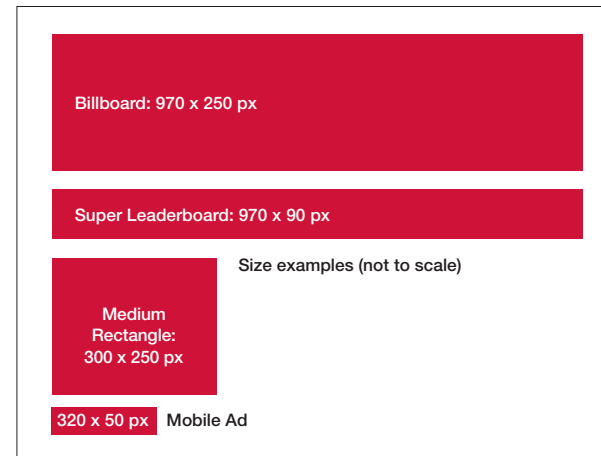 Billboard: 970 x 250 px
Super Leaderboard: 970 x 90 px
Size examples (not to scale)
Medium
Rectangle:
300 x 250 px
320 x 50 px Mobile Ad